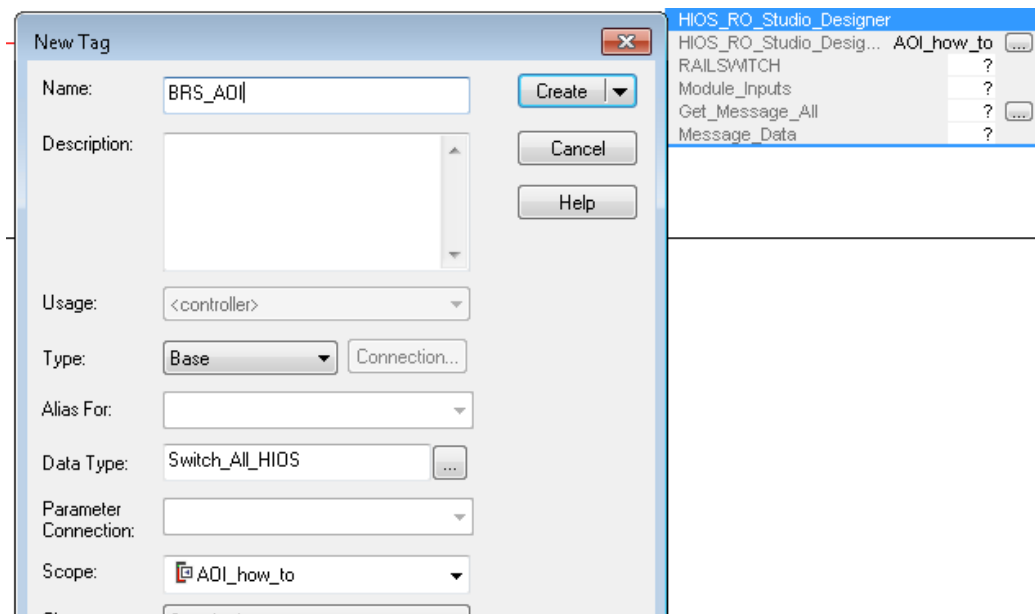 New Tag
Name: BRS_AOI
Create
Description:
Cancel
Help
Usage: <controller>
Type: Base Connection...
Alias For:
Data Type: Switch_All_HIOS ...
Parameter
Connection:
Scope: AOI_how_to
HIOS_RO_Studio_Designer
HIOS_RO_Studio_Desig... AOI_how_to ...
RAILSWITCH ?
Module_Inputs ?
Get_Message_All ? ...
Message_Data ?